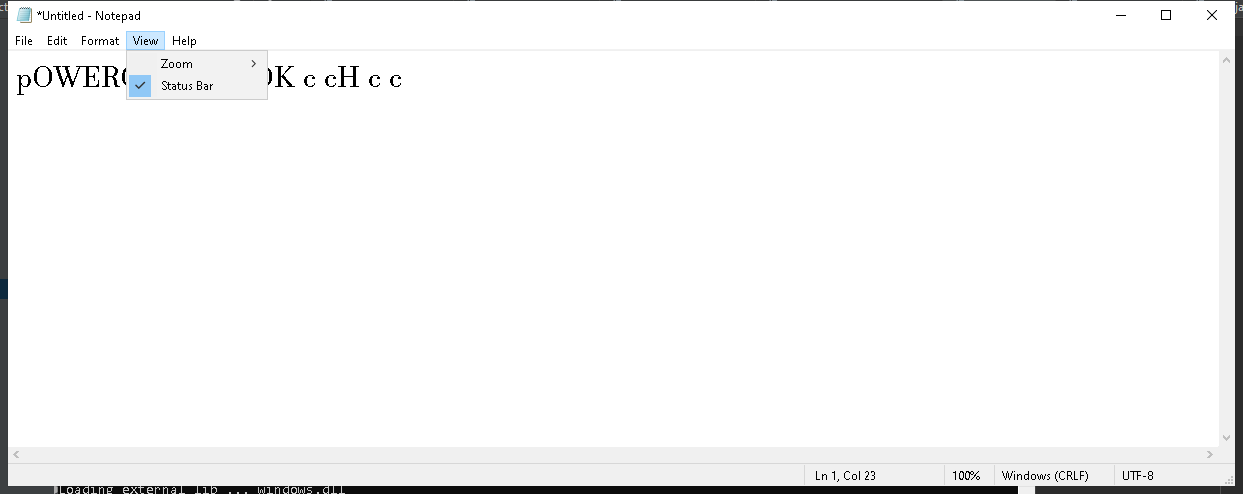 *Untitled - Notepad
File Edit Format View Help
Zoom
Status Bar
pOWER K c cH c c
Ln 1, Col 23 100% Windows (CRLF) UTF-8
Loading external lib ... windows.dll